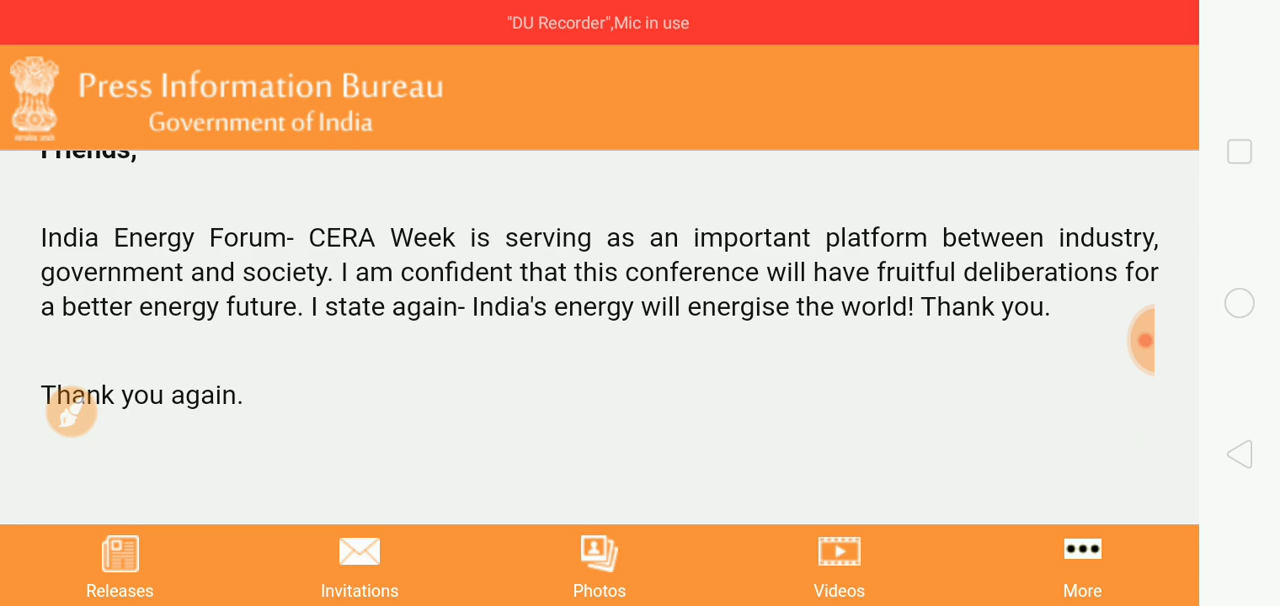 "DU Recorder",Mic in use
Press Information Bureau
Government of India
Friends,
India Energy Forum- CERA Week is serving as an important platform between industry,
government and society. I am confident that this conference will have fruitful deliberations for
a better energy future. I state again- India's energy will energise the world! Thank you.
Thank you again.
Releases
Invitations
Photos
Videos
More